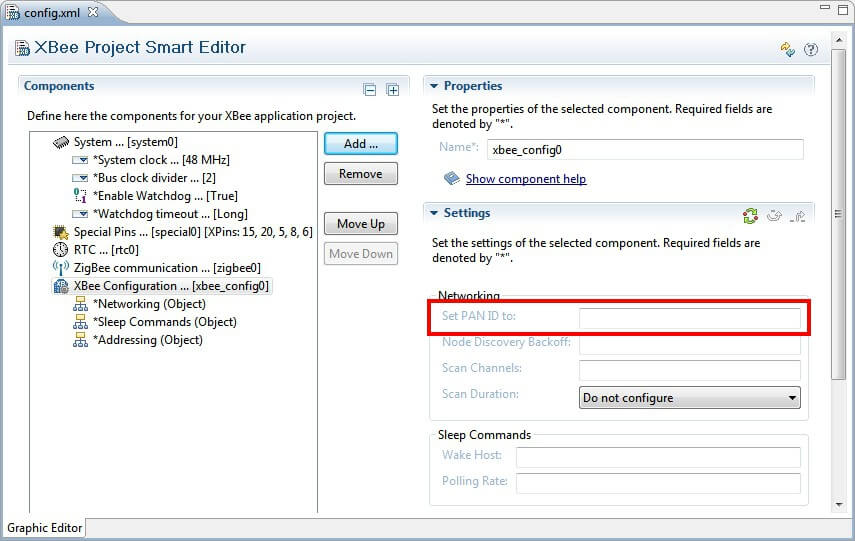 config.xml
XBee Project Smart Editor
Components
Define here the components for your XBee application project.
System ... [system0]
*System clock ... [48 MHz]
*Bus clock divider ... [2]
*Enable Watchdog ... [True]
*Watchdog timeout ... [Long]
Special Pins ... [special0] [XPins: 15, 20, 5, 8, 6]
RTC ... [rtc0]
ZigBee communication ... [zigbee0]
XBee Configuration ... [xbee_config0]
*Networking (Object)
*Sleep Commands (Object)
*Addressing (Object)
Add ...
Remove
Move Up
Move Down
Properties
Set the properties of the selected component. Required fields are
denoted by "*".
Name*: xbee_config0
Show component help
Settings
Set the settings of the selected component. Required fields are
denoted by "*".
Networking
Set PAN ID to:
Node Discovery Backoff:
Scan Channels:
Scan Duration: Do not configure
Sleep Commands
Wake Host:
Polling Rate:
Graphic Editor